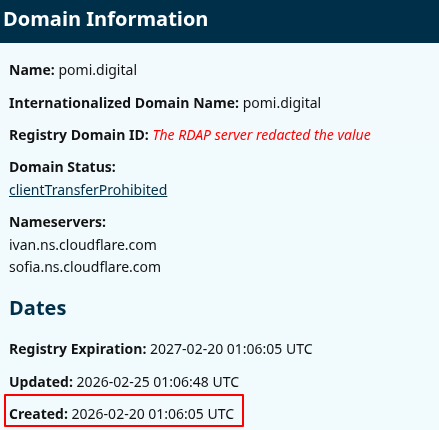 Domain Information
Name: pomi.digital
Internationalized Domain Name: pomi.digital
Registry Domain ID: The RDAP server redacted the value
Domain Status:
clientTransferProhibited
Nameservers:
ivan.ns.cloudflare.com
sofia.ns.cloudflare.com
Dates
Registry Expiration: 2027-02-20 01:06:05 UTC
Updated: 2026-02-25 01:06:48 UTC
Created: 2026-02-20 01:06:05 UTC